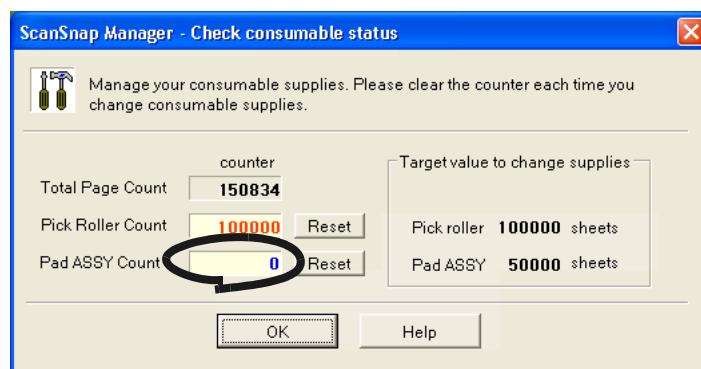 ScanSnap Manager - Check consumable status
Manage your consumable supplies. Please clear the counter each time you
change consumable supplies.
counter
Target value to change supplies
Total Page Count 150834
Pick Roller Count 100000 Reset Pick roller 100000 sheets
Pad ASSY Count 0 Reset Pad ASSY 50000 sheets
OK Help